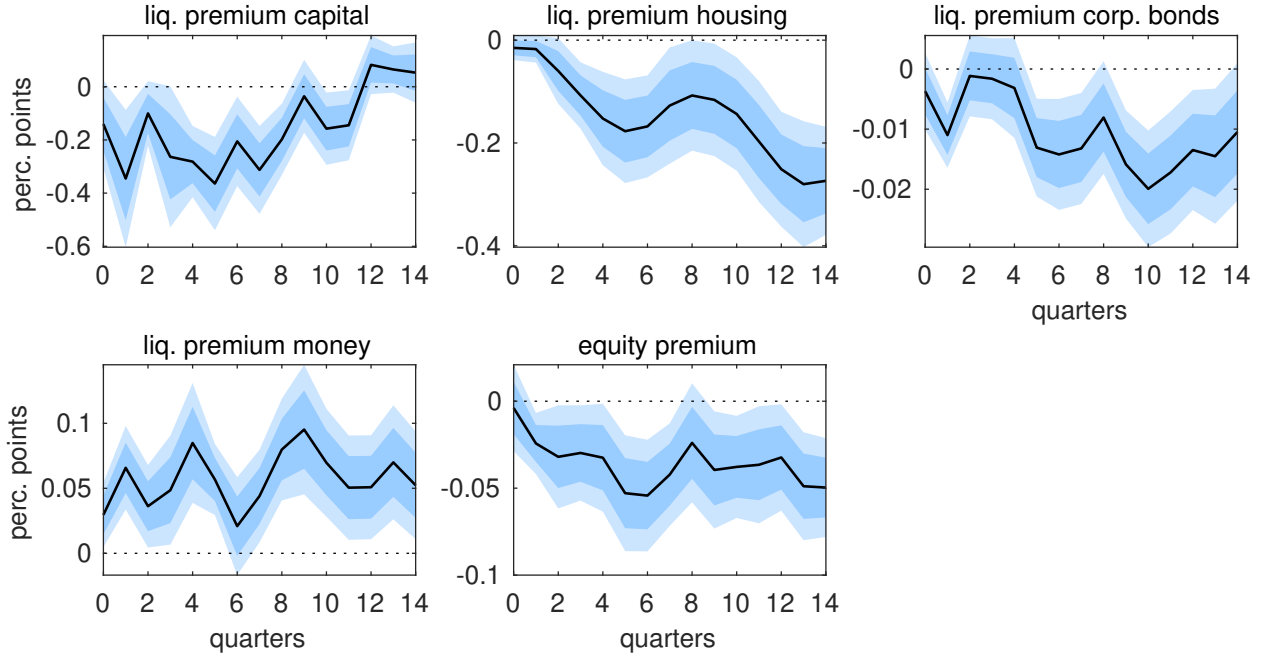 liq. premium capital
liq. premium housing
liq. premium corp. bonds
perc. points
0
-0.2
-0.4
-0.6
0 2 4 6 8 10 12 14
0
-0.2
-0.4
0 2 4 6 8 10 12 14
0
-0.01
-0.02
0 2 4 6 8 10 12 14
quarters
liq. premium money
equity premium
perc. points
0.1
0.05
0
0 2 4 6 8 10 12 14
quarters
0
-0.05
-0.1
0 2 4 6 8 10 12 14
quarters